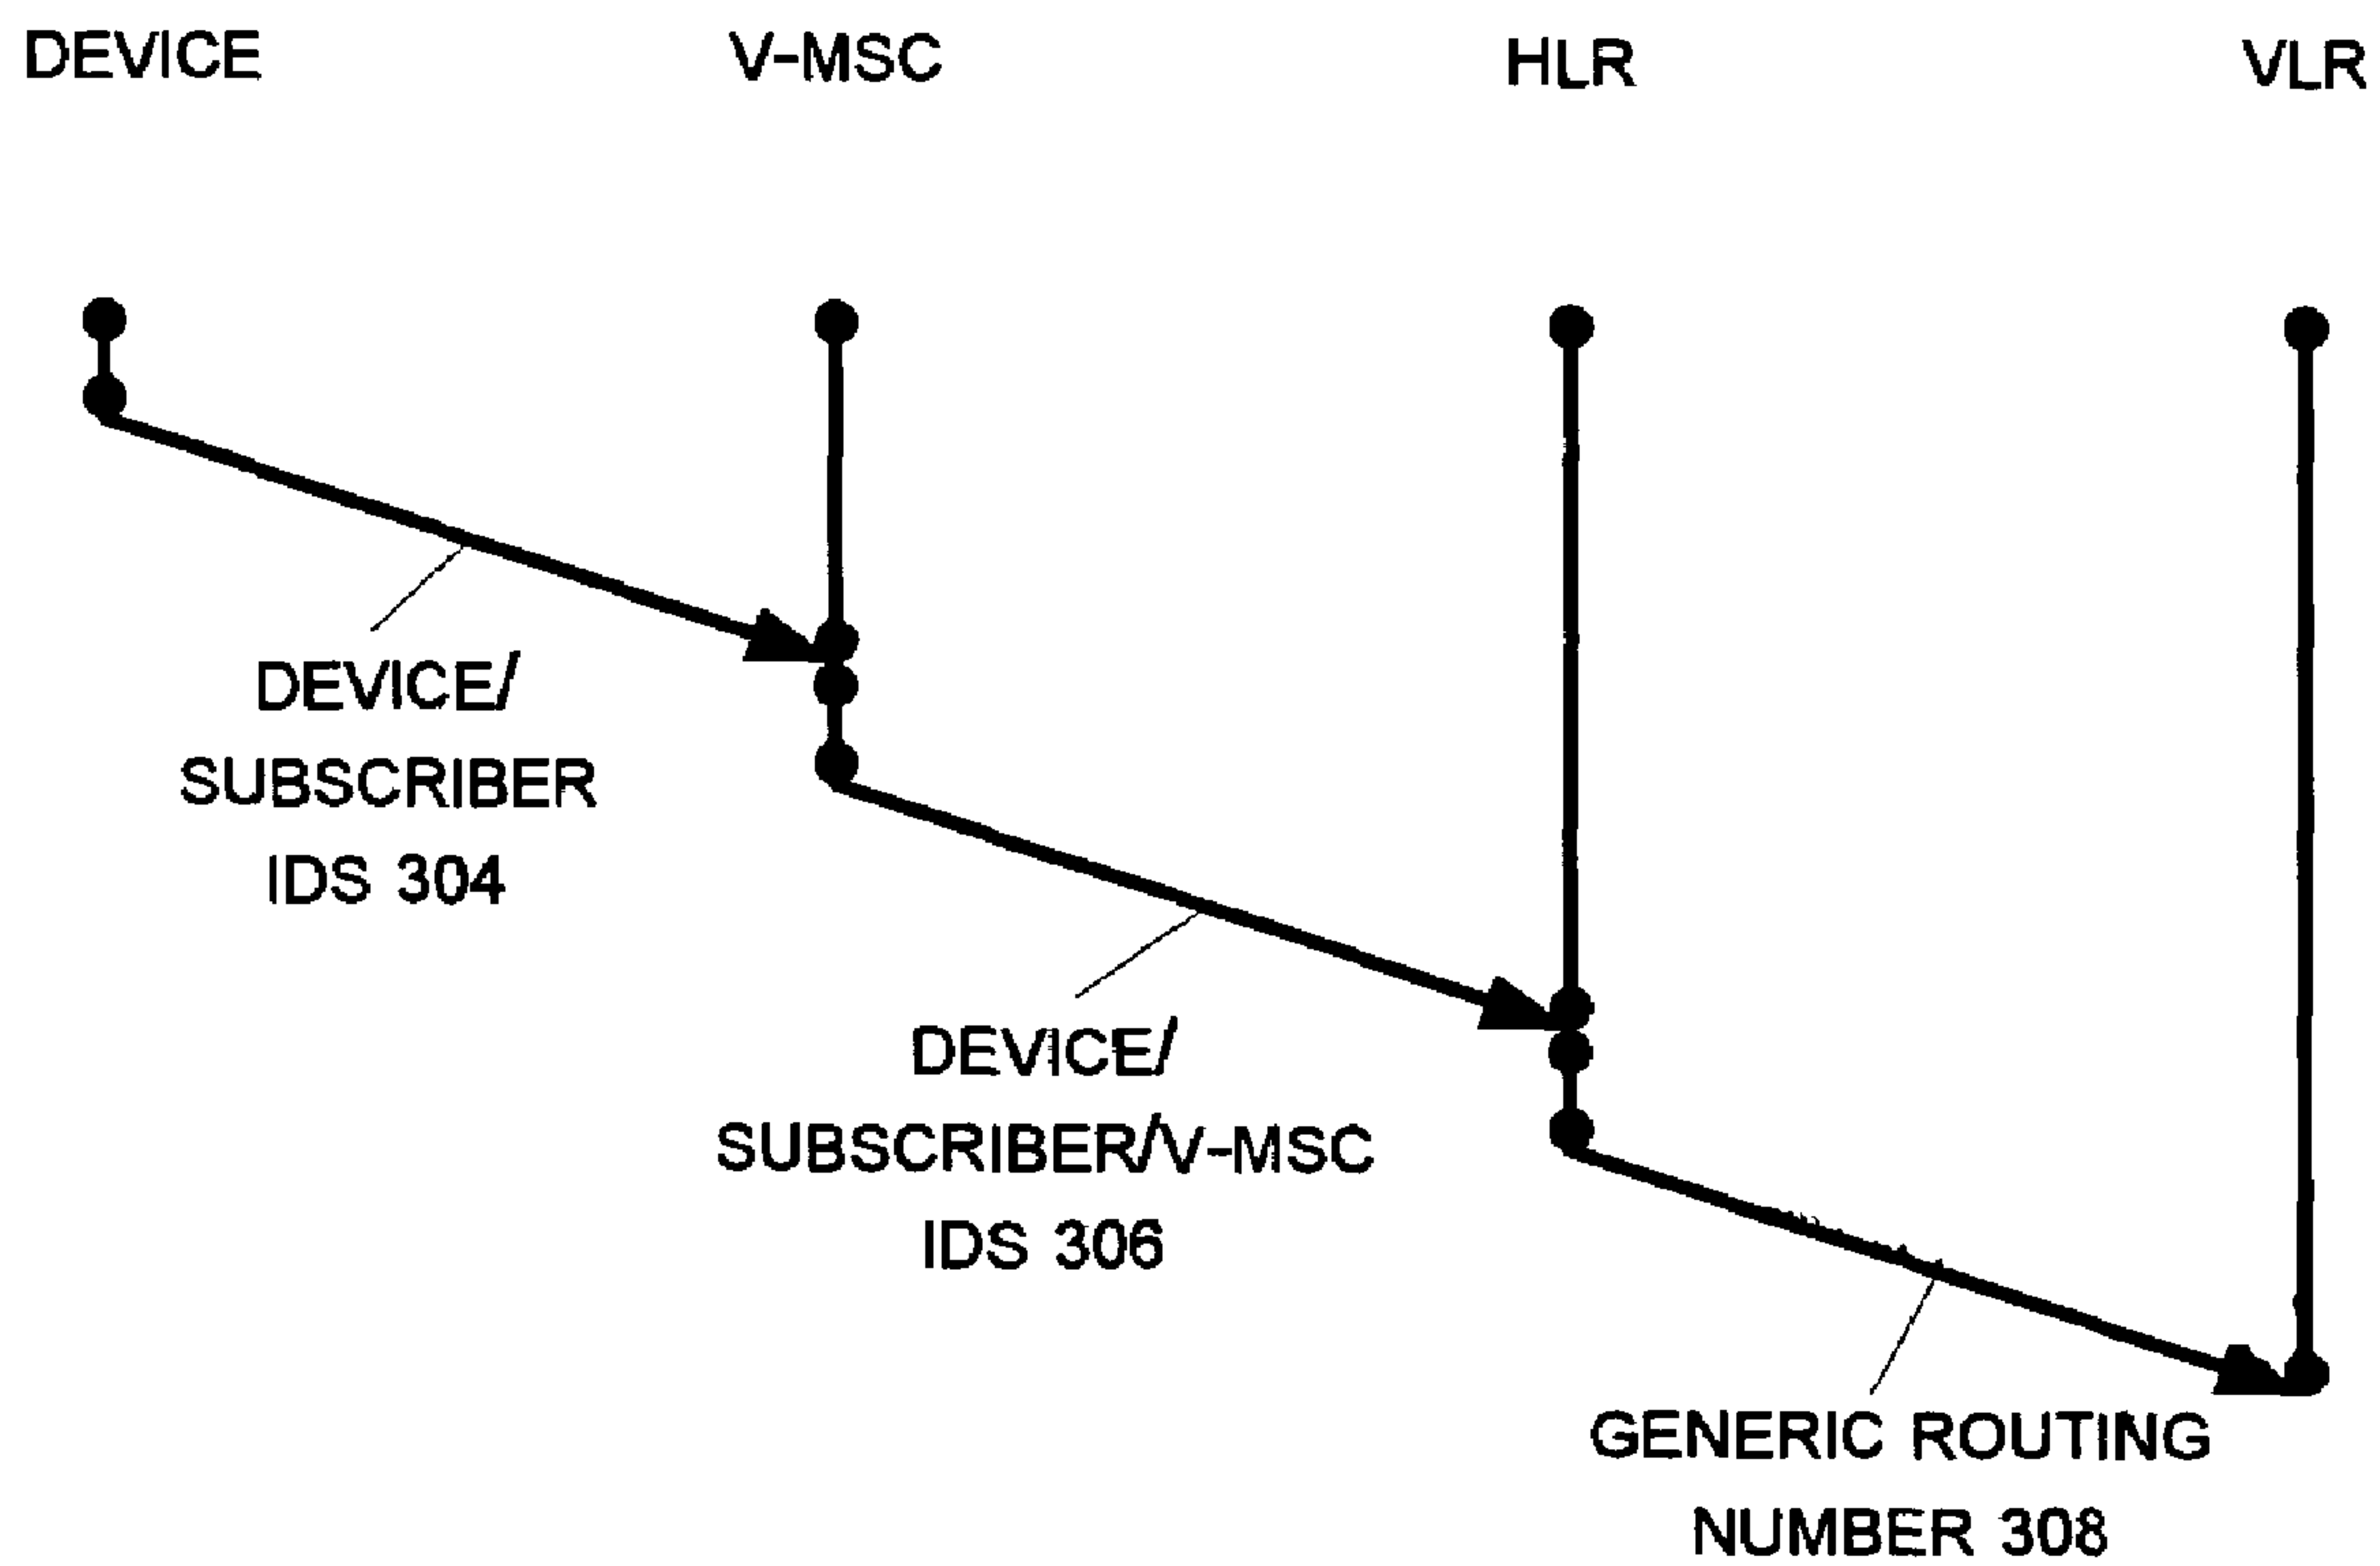 DEVICE
V-MSC
HLR
VLR
DEVICE/
SUBSCRIBER
IDS 304
DEVICE/
SUBSCRIBER/V-MSC
IDS 306
GENERIC ROUTING
NUMBER 308